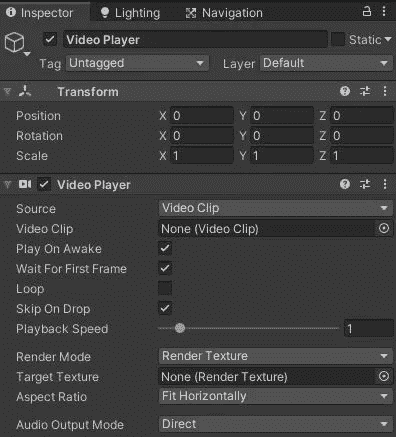 Inspector Lighting Navigation
Video Player Static
Tag Untagged Layer Default
Transform
Position X 0 Y 0 Z 0
Rotation X 0 Y 0 Z 0
Scale X 1 Y 1 Z 1
Video Player
Source Video Clip
Video Clip None (Video Clip)
Play On Awake
Wait For First Frame
Loop
Skip On Drop
Playback Speed 1
Render Mode Render Texture
Target Texture None (Render Texture)
Aspect Ratio Fit Horizontally
Audio Output Mode Direct